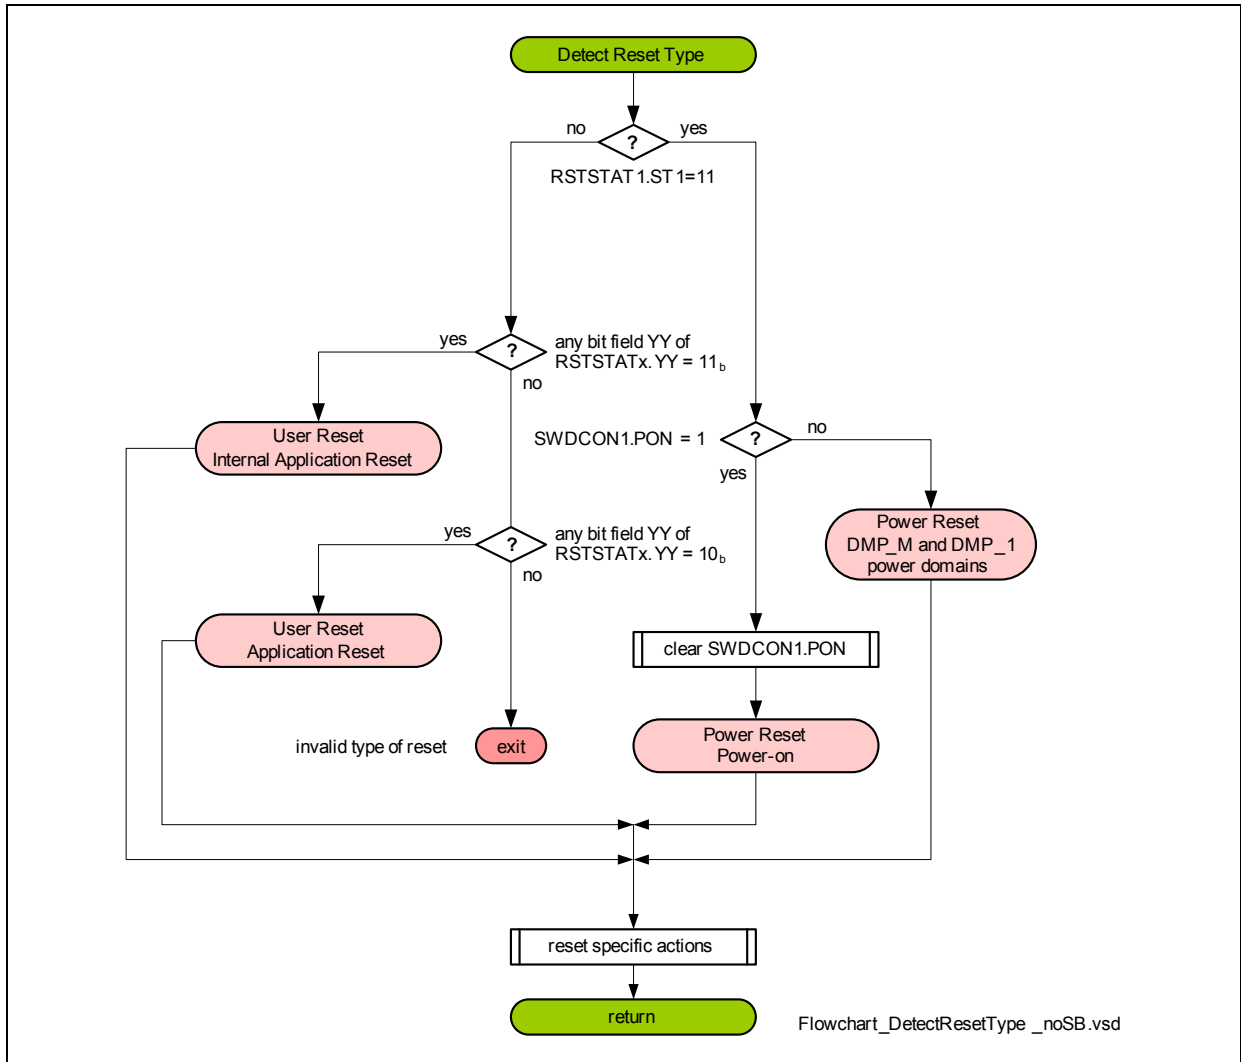 Detect Reset Type
no
yes
?
RSTSTAT1.ST1=11
yes
?
any bit field YY of
RSTSTATx.YY = 11b
no
User Reset
Internal Application Reset
SWDCON1.PON = 1
?
no
yes
yes
?
any bit field YY of
RSTSTATx.YY = 10b
no
Power Reset
DMP_M and DMP_1
power domains
User Reset
Application Reset
clear SWDCON1.PON
invalid type of reset
exit
Power Reset
Power-on
reset specific actions
return
Flowchart_DetectResetType _noSB.vsd